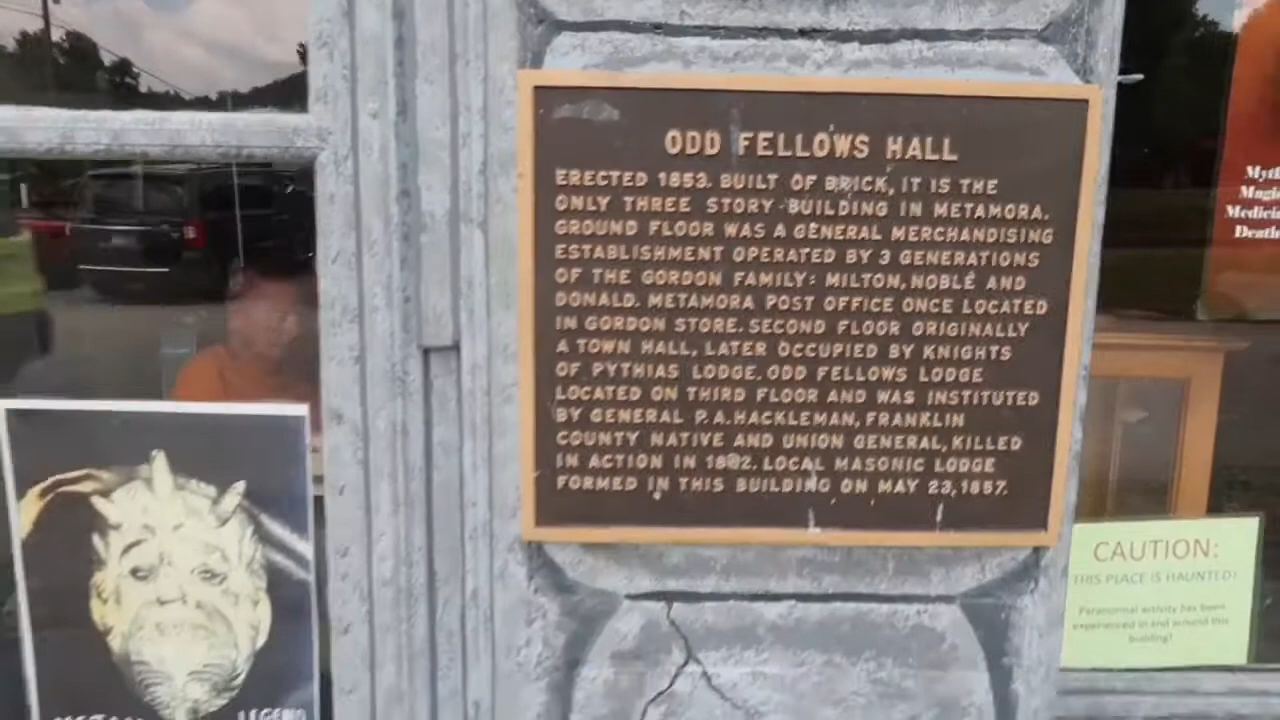 ODD FELLOWS HALL
ERECTED 1853. BUILT OF BRICK, IT IS THE
ONLY THREE STORY BUILDING IN METAMORA.
GROUND FLOOR WAS A GENERAL MERCHANDISING
ESTABLISHMENT OPERATED BY 3 GENERATIONS
OF THE GORDON FAMILY: MILTON, NOBLE AND
DONALD. METAMORA POST OFFICE ONCE LOCATED
IN GORDON STORE. SECOND FLOOR ORIGINALLY
A TOWN HALL, LATER OCCUPIED BY KNIGHTS
OF PYTHIAS LODGE. ODD FELLOWS LODGE
LOCATED ON THIRD FLOOR AND WAS INSTITUTED
BY GENERAL P.A. HACKLEMAN, FRANKLIN
COUNTY NATIVE AND UNION GENERAL, KILLED
IN ACTION IN 1862. LOCAL MASONIC LODGE
FORMED IN THIS BUILDING ON MAY 23, 1857.
Medicin
Death
CAUTION:
THIS PLACE IS HAUNTED!
Paranormal activity has been
experienced in and around this
building!
LEGEND